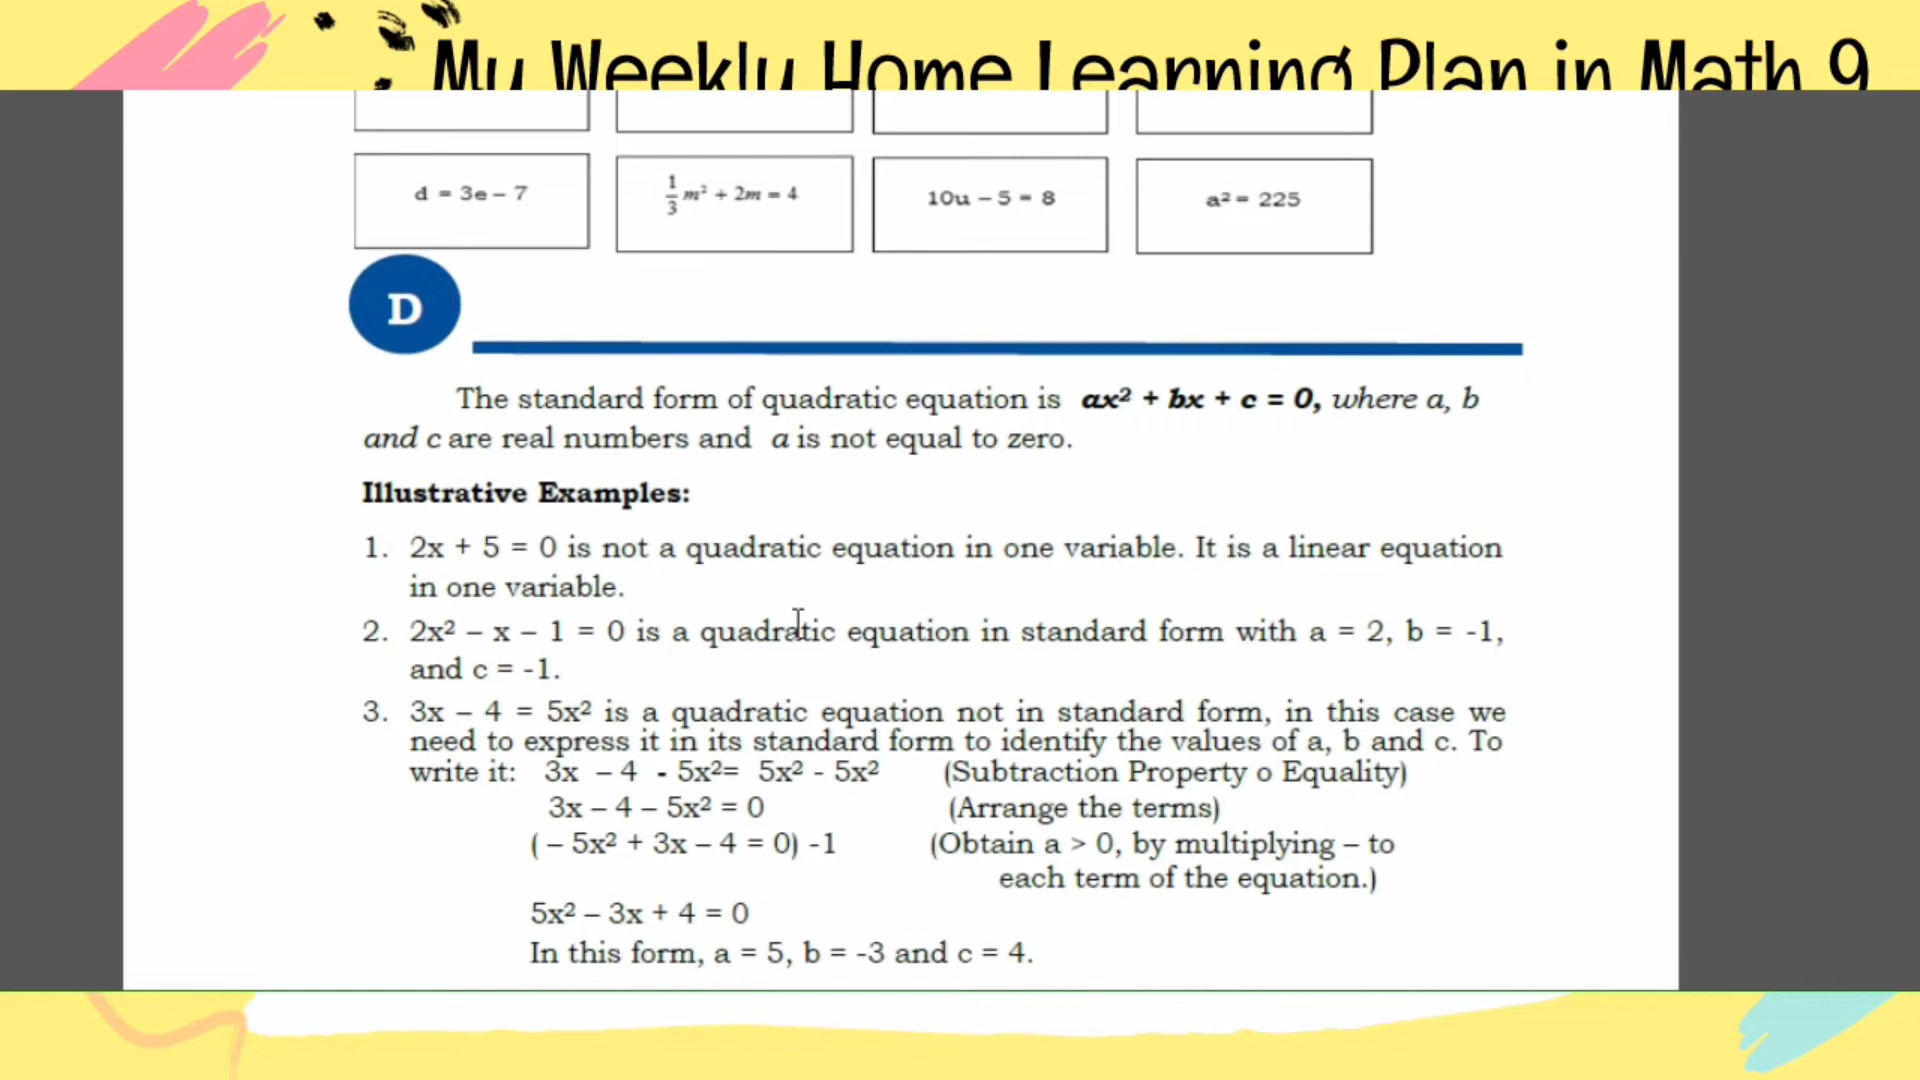 My Weekly Home Learning Plan in Math 9
d = 3e – 7
1/3 m² + 2m = 4
10u – 5 = 8
a² = 225
D
The standard form of quadratic equation is ax² + bx + c = 0, where a, b
and c are real numbers and a is not equal to zero.
Illustrative Examples:
1. 2x + 5 = 0 is not a quadratic equation in one variable. It is a linear equation
in one variable.
2. 2x² – x – 1 = 0 is a quadratic equation in standard form with a = 2, b = -1,
and c = -1.
3. 3x – 4 = 5x² is a quadratic equation not in standard form, in this case we
need to express it in its standard form to identify the values of a, b and c. To
write it: 3x – 4 - 5x²= 5x² - 5x² (Subtraction Property o Equality)
3x – 4 – 5x² = 0 (Arrange the terms)
( – 5x² + 3x – 4 = 0) -1 (Obtain a > 0, by multiplying – to
each term of the equation.)
5x² – 3x + 4 = 0
In this form, a = 5, b = -3 and c = 4.